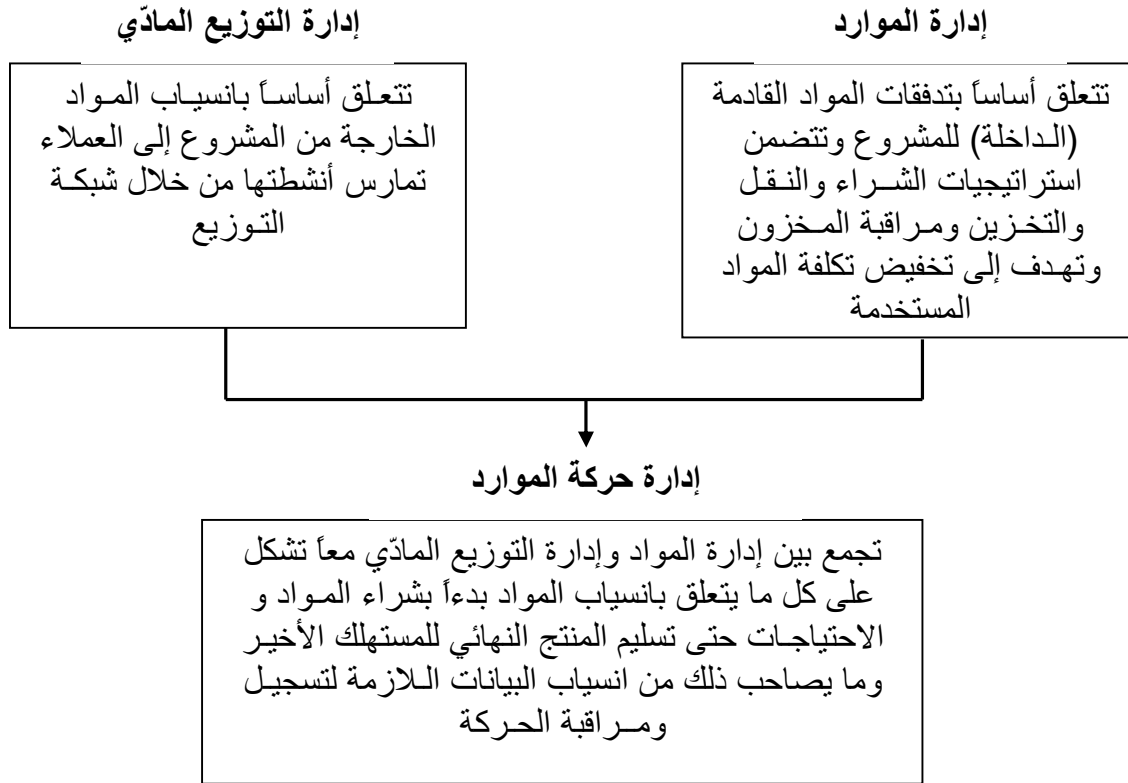 إدارة الموارد
تتعلق أساساً بتدفقات المواد القادمة
(الداخلة) للمشروع وتتضمن
استراتيجيات الشراء والنقل
والتخزين ومراقبة المخزون
وتهدف إلى تخفيض تكلفة المواد
المستخدمة
إدارة التوزيع المادّي
تتعلق أساساً بانسياب المواد
الخارجة من المشروع إلى العملاء
تمارس أنشطتها من خلال شبكة
التوزيع
إدارة حركة الموارد
تجمع بين إدارة المواد وإدارة التوزيع المادّي معاً تشكل
على كل ما يتعلق بانسياب المواد بدءاً بشراء المواد و
الاحتياجات حتى تسليم المنتج النهائي للمستهلك الأخير
وما يصاحب ذلك من انسياب البيانات اللازمة لتسجيل
ومراقبة الحركة